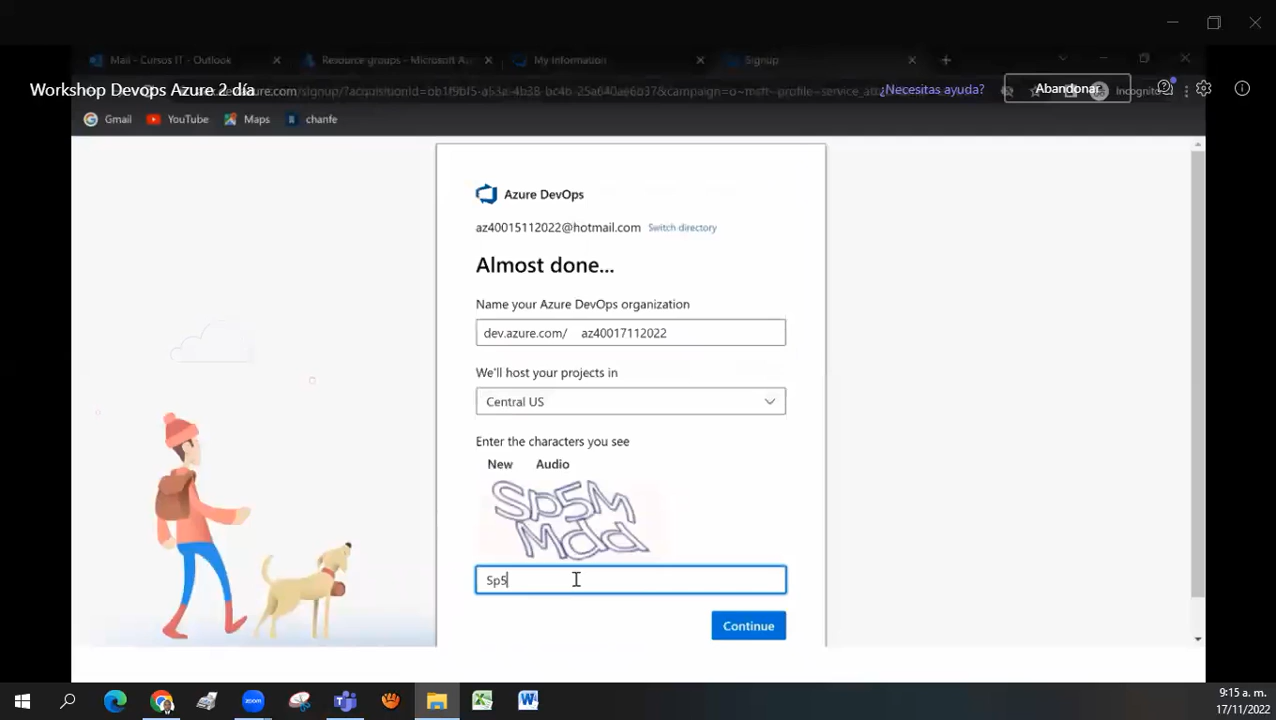 Mail - Cursos IT - Outlook
Resource groups - Microsoft A
My Information
Signup
Workshop Devops Azure 2 día
¿Necesitas ayuda?
Abandonar
Incógnito
Gmail
YouTube
Maps
chanfe
Azure DevOps
az40015112022@hotmail.com Switch directory
Almost done...
Name your Azure DevOps organization
dev.azure.com/ az40017112022
We'll host your projects in
Central US
Enter the characters you see
New Audio
Sp5M
Mdd
Sp5
Continue
zoom
9:15 a. m.
17/11/2022